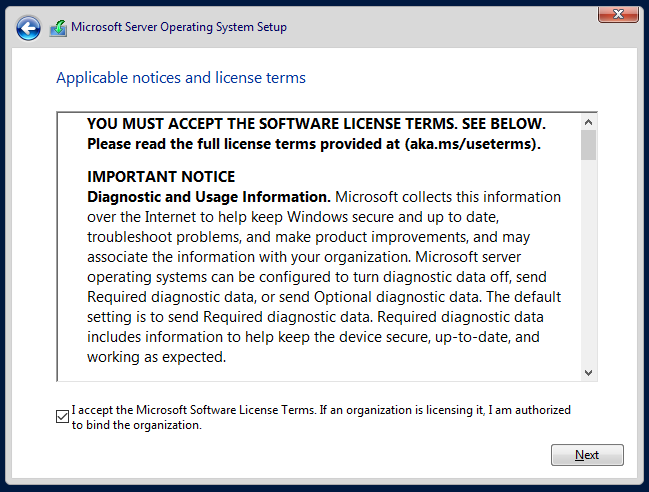 Microsoft Server Operating System Setup
Applicable notices and license terms
YOU MUST ACCEPT THE SOFTWARE LICENSE TERMS. SEE BELOW.
Please read the full license terms provided at (aka.ms/useterms).
IMPORTANT NOTICE
Diagnostic and Usage Information. Microsoft collects this information
over the Internet to help keep Windows secure and up to date,
troubleshoot problems, and make product improvements, and may
associate the information with your organization. Microsoft server
operating systems can be configured to turn diagnostic data off, send
Required diagnostic data, or send Optional diagnostic data. The default
setting is to send Required diagnostic data. Required diagnostic data
includes information to help keep the device secure, up-to-date, and
working as expected.
I accept the Microsoft Software License Terms. If an organization is licensing it, I am authorized
to bind the organization.
Next